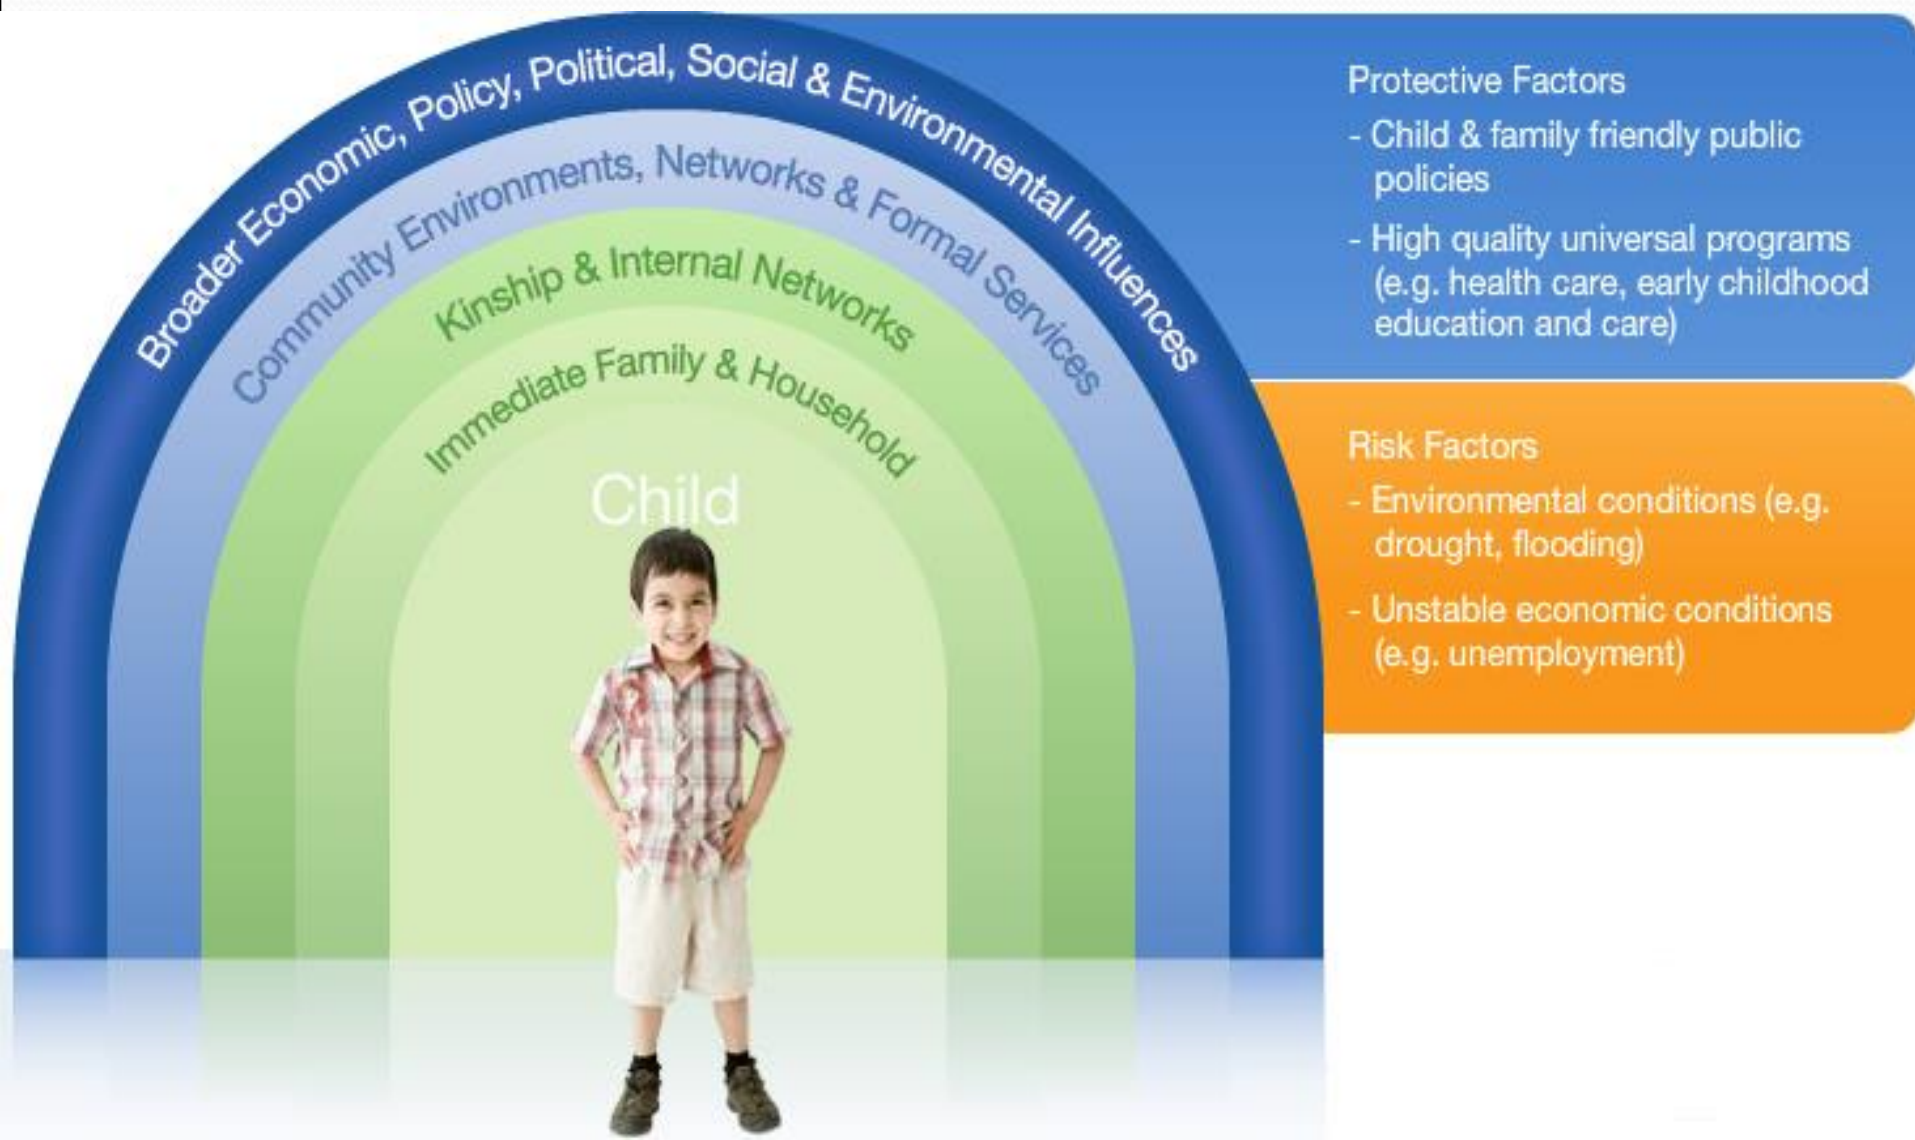 Broader Economic, Policy, Political, Social & Environmental Influences
Community Environments, Networks & Formal Services
Kinship & Internal Networks
Immediate Family & Household
Child
Protective Factors
- Child & family friendly public
policies
- High quality universal programs
(e.g. health care, early childhood
education and care)
Risk Factors
- Environmental conditions (e.g.
drought, flooding)
- Unstable economic conditions
(e.g. unemployment)